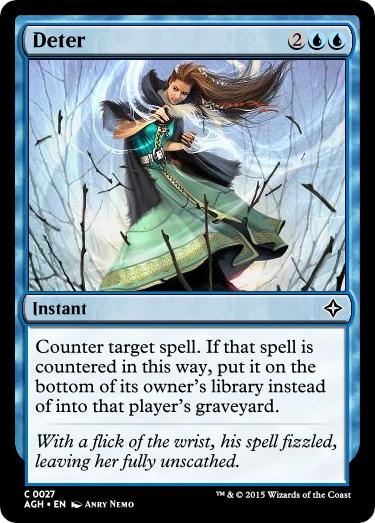 Deter 2
Instant
Counter target spell. If that spell is
countered in this way, put it on the
bottom of its owner's library instead
of into that player's graveyard.
With a flick of the wrist, his spell fizzled,
leaving her fully unscathed.
C 0027
AGH • EN Anry Nemo
™ & © 2015 Wizards of the Coast